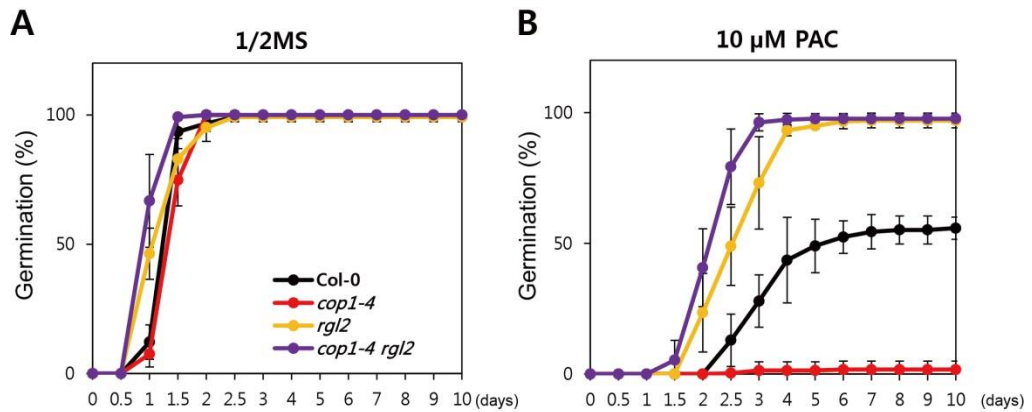 A
1/2MS
Germination (%)
100
50
0
Col-0
cop1-4
rgl2
cop1-4 rgl2
0 0.5 1 1.5 2 2.5 3 4 5 6 7 8 9 10 (days)
B
10 µM PAC
Germination (%)
100
50
0
0 0.5 1 1.5 2 2.5 3 4 5 6 7 8 9 10 (days)